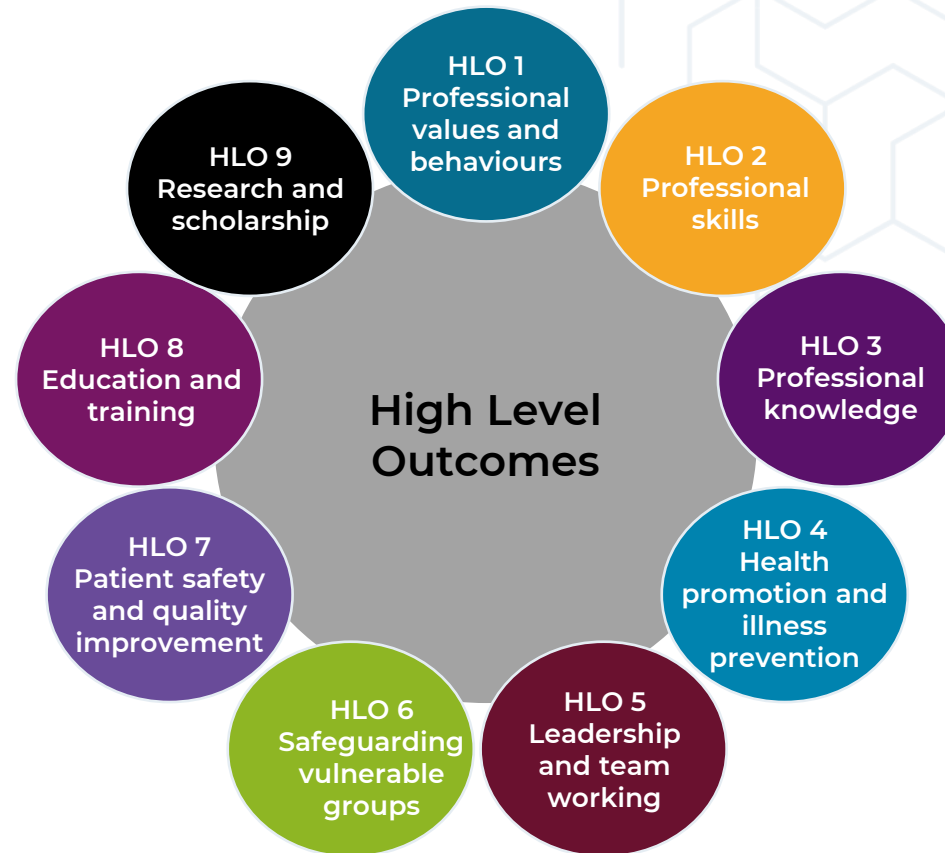 HLO 1
Professional
values and
behaviours
HLO 2
Professional
skills
HLO 3
Professional
knowledge
HLO 4
Health
promotion and
illness
prevention
HLO 5
Leadership
and team
working
HLO 6
Safeguarding
vulnerable
groups
HLO 7
Patient safety
and quality
improvement
HLO 8
Education and
training
HLO 9
Research and
scholarship
High Level
Outcomes